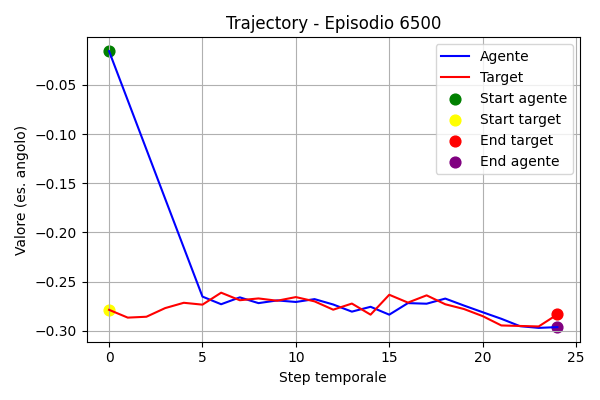 Trajectory - Episodio 6500
Agente
Target
Start agente
Start target
End target
End agente
Valore (es. angolo)
−0.05
−0.10
−0.15
−0.20
−0.25
−0.30
0
5
10
15
20
25
Step temporale